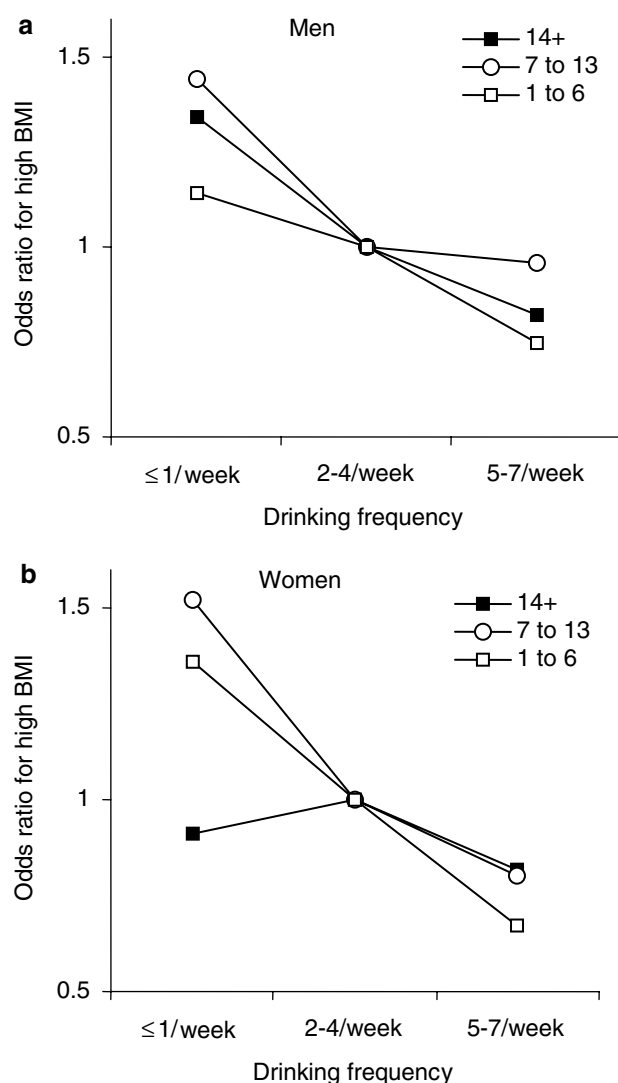 a
Men
14+
7 to 13
1 to 6
1.5
1
0.5
Odds ratio for high BMI
≤1/week
2-4/week
5-7/week
Drinking frequency
b
Women
14+
7 to 13
1 to 6
1.5
1
0.5
Odds ratio for high BMI
≤1/week
2-4/week
5-7/week
Drinking frequency